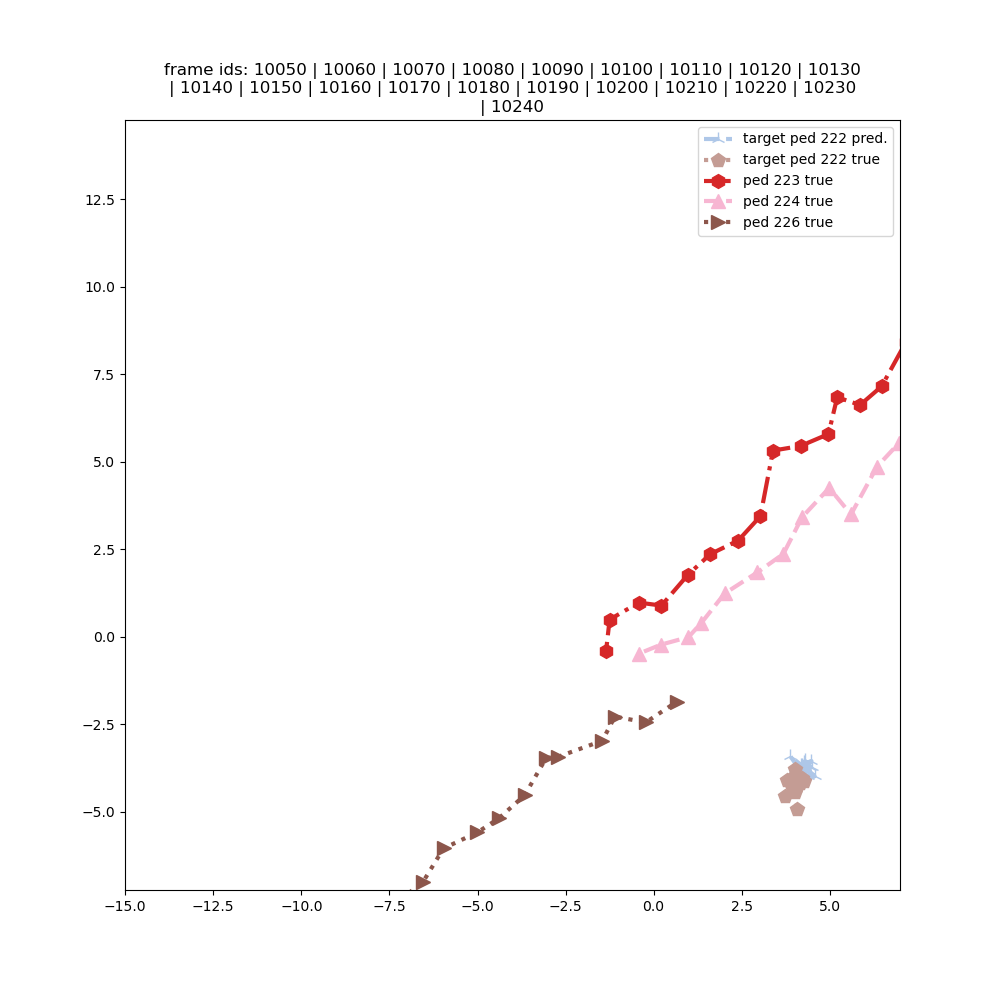 frame ids: 10050 | 10060 | 10070 | 10080 | 10090 | 10100 | 10110 | 10120 | 10130
| 10140 | 10150 | 10160 | 10170 | 10180 | 10190 | 10200 | 10210 | 10220 | 10230
| 10240
target ped 222 pred.
target ped 222 true
ped 223 true
ped 224 true
ped 226 true
12.5
10.0
7.5
5.0
2.5
0.0
−2.5
−5.0
−15.0
−12.5
−10.0
−7.5
−5.0
−2.5
0.0
2.5
5.0